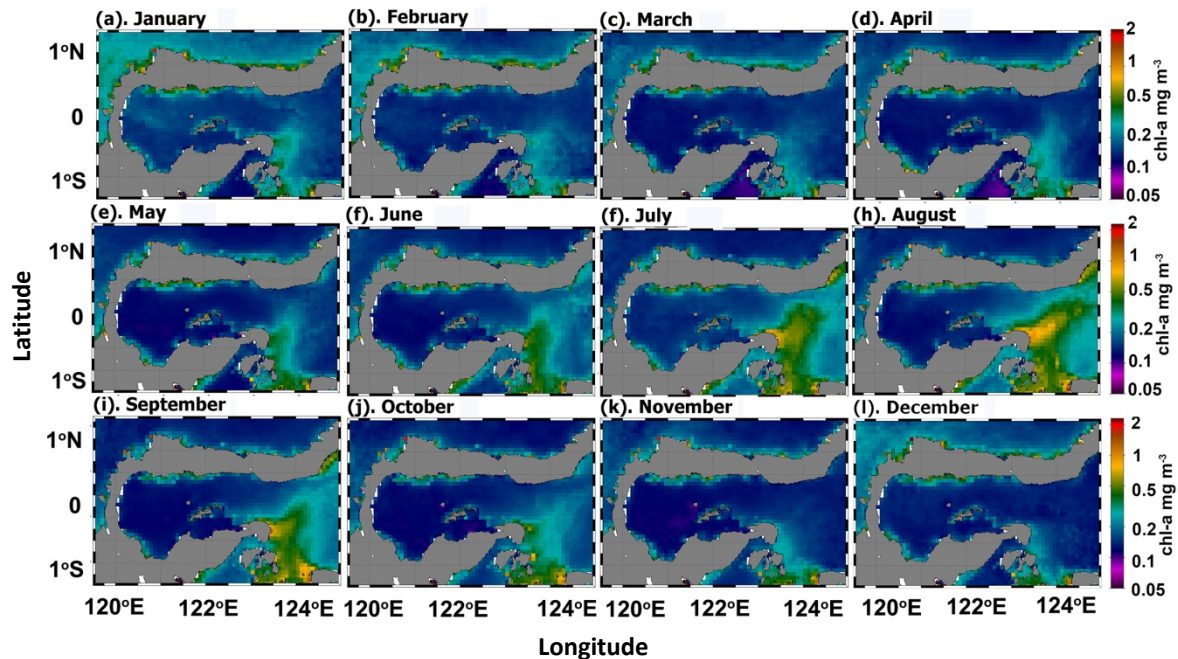 (a). January
(b). February
(c). March
(d). April
1°N
0
1°S
2
1
0.5
0.2
0.1
0.05
chl-a mg m⁻³
(e). May
(f). June
(f). July
(h). August
1°N
0
1°S
2
1
0.5
0.2
0.1
0.05
chl-a mg m⁻³
Latitude
(i). September
(j). October
(k). November
(l). December
1°N
0
1°S
2
1
0.5
0.2
0.1
0.05
chl-a mg m⁻³
120°E 122°E 124°E 120°E 122°E 124°E 120°E 122°E 124°E 120°E 122°E 124°E
Longitude